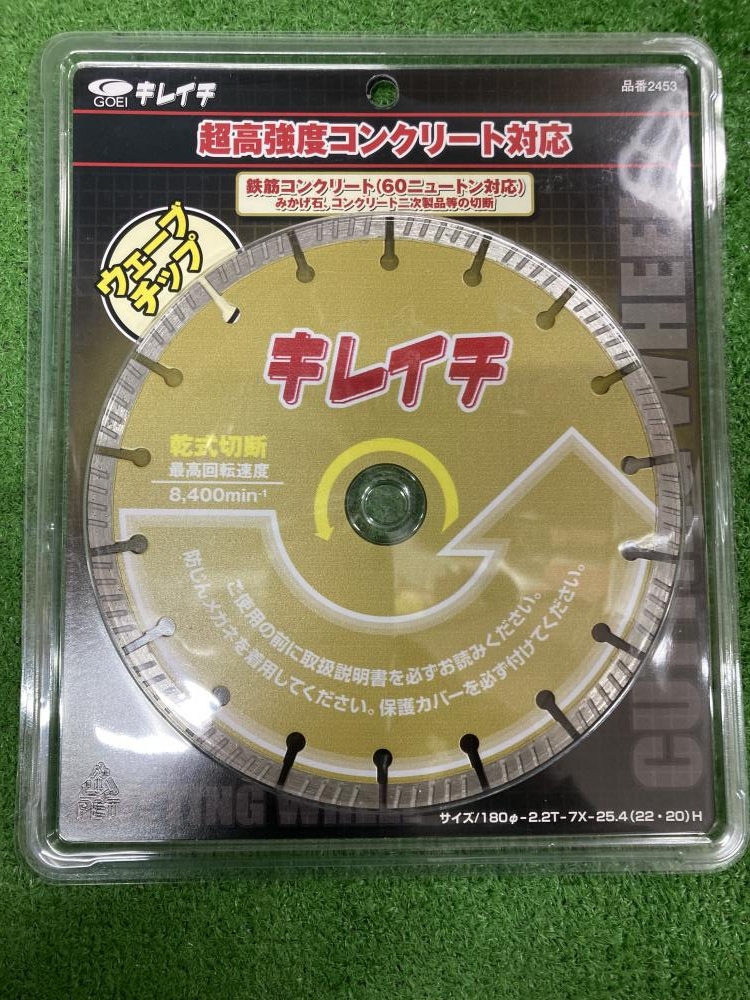 GOEI キレイチ
品番2453
超高強度コンクリート対応
鉄筋コンクリート(60ニュートン対応)
みかげ石、コンクリート二次製品等の切断
ウェーブ
チップ
キレイチ
乾式切断
最高回転速度
8,400min-1
ご使用の前に取扱説明書を必ずお読みください。
防じんメガネを着用してください。保護カバーを必ず付けてください。
PET
サイズ/180φ-2.2T-7X-25.4(22・20)H